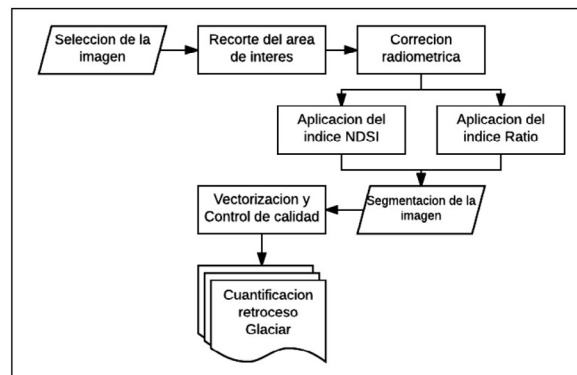 Seleccion de la
imagen
Recorte del area
de interes
Correcion
radiometrica
Aplicacion del
indice NDSI
Aplicacion del
indice Ratio
Segmentacion de la
imagen
Vectorizacion y
Control de calidad
Cuantificacion
retroceso
Glaciar